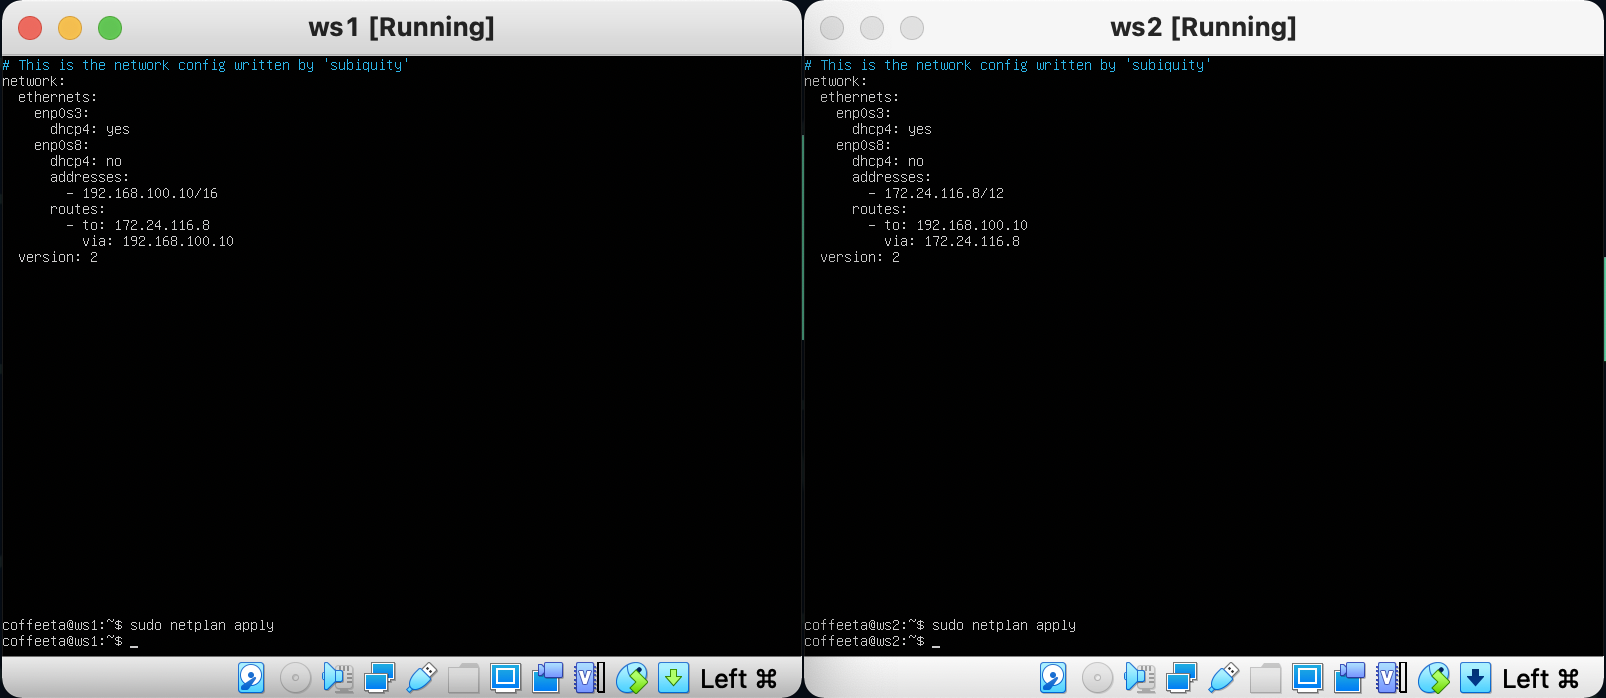 ws1 [Running]
# This is the network config written by 'subiquity'
network:
  ethernets:
    enp0s3:
      dhcp4: yes
    enp0s8:
      dhcp4: no
      addresses:
        - 192.168.100.10/16
      routes:
        - to: 172.24.116.8
          via: 192.168.100.10
  version: 2
coffeeta@ws1:~$ sudo netplan apply
coffeeta@ws1:~$ _
Left ⌘
ws2 [Running]
# This is the network config written by 'subiquity'
network:
  ethernets:
    enp0s3:
      dhcp4: yes
    enp0s8:
      dhcp4: no
      addresses:
        - 172.24.116.8/12
      routes:
        - to: 192.168.100.10
          via: 172.24.116.8
  version: 2
coffeeta@ws2:~$ sudo netplan apply
coffeeta@ws2:~$ _
Left ⌘